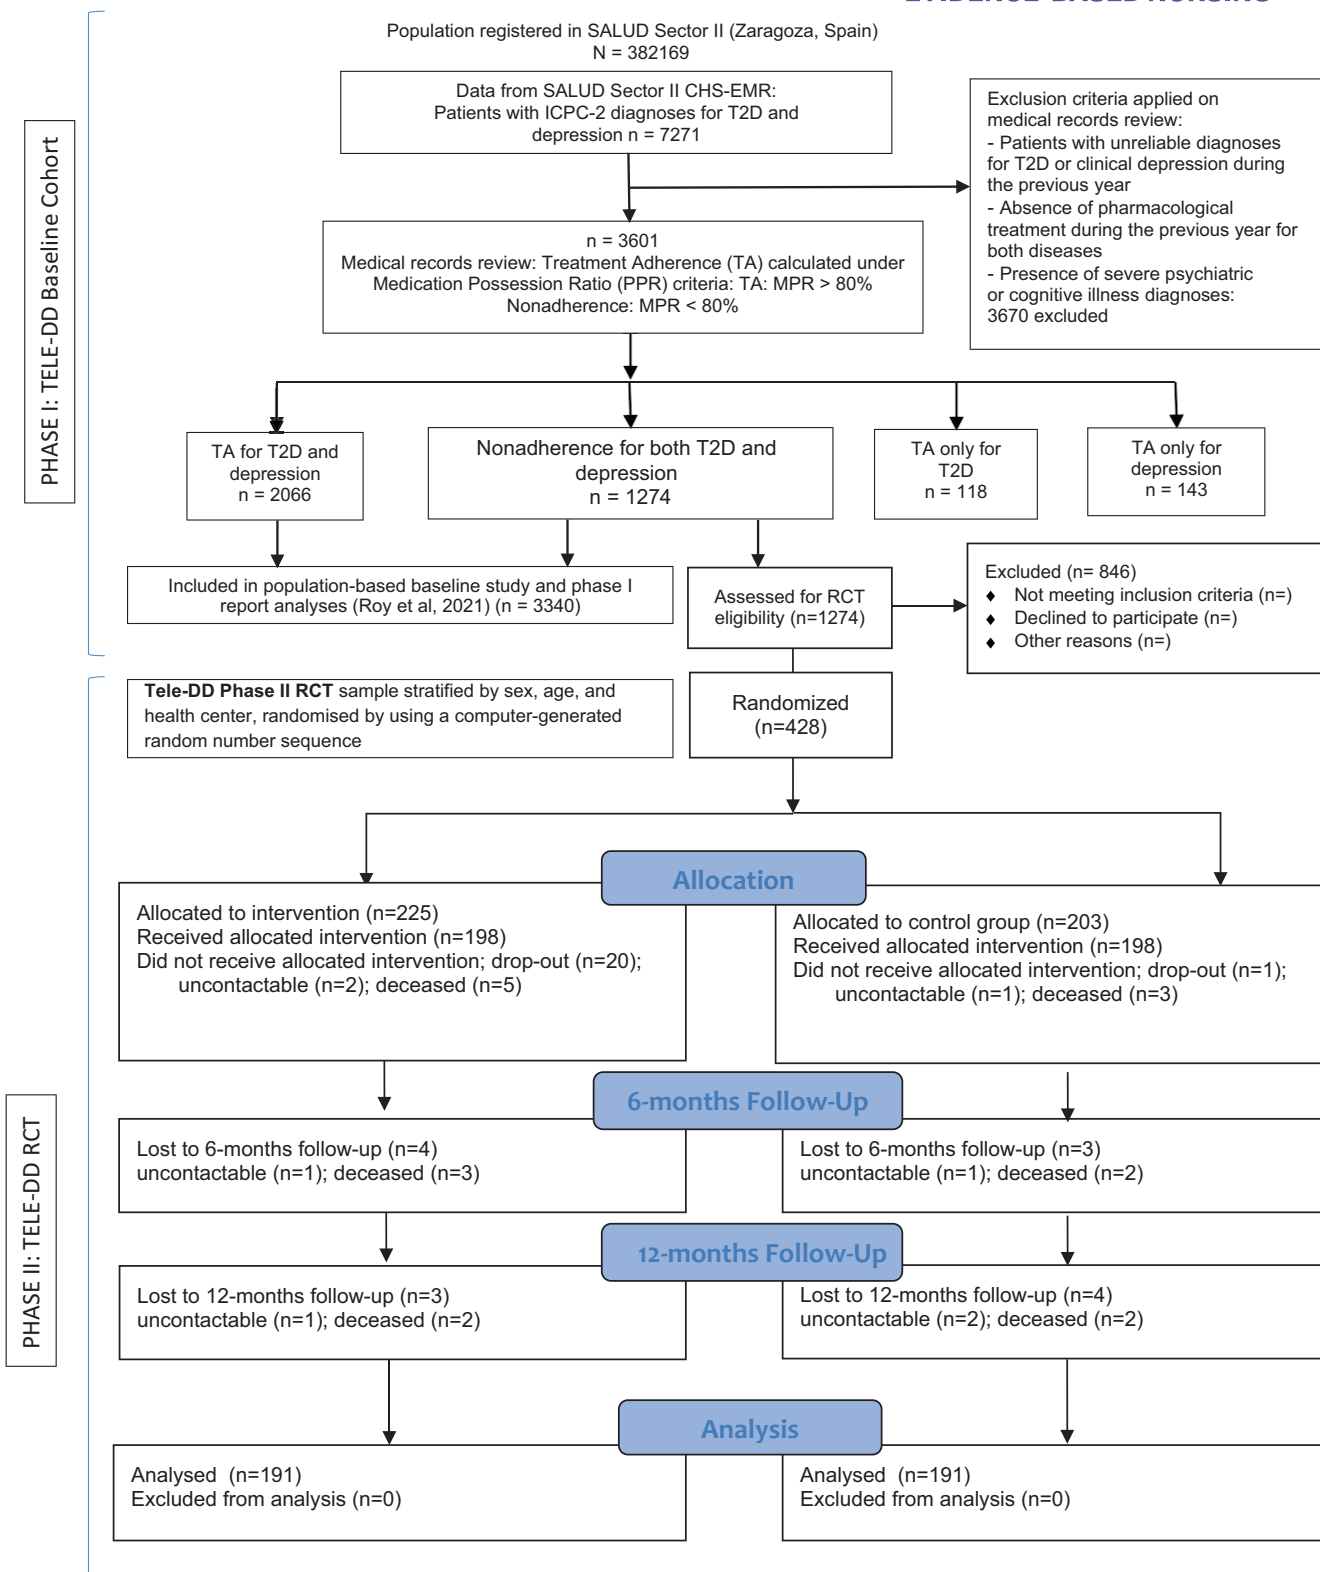 EVIDENCE-BASED NURSING
Population registered in SALUD Sector II (Zaragoza, Spain)
N = 382169
Data from SALUD Sector II CHS-EMR:
Patients with ICPC-2 diagnoses for T2D and
depression n = 7271
Exclusion criteria applied on
medical records review:
- Patients with unreliable diagnoses
for T2D or clinical depression during
the previous year
- Absence of pharmacological
treatment during the previous year for
both diseases
- Presence of severe psychiatric
or cognitive illness diagnoses:
3670 excluded
PHASE I: TELE-DD Baseline Cohort
n = 3601
Medical records review: Treatment Adherence (TA) calculated under
Medication Possession Ratio (PPR) criteria: TA: MPR > 80%
Nonadherence: MPR < 80%
TA for T2D and
depression
n = 2066
Nonadherence for both T2D and
depression
n = 1274
TA only for
T2D
n = 118
TA only for
depression
n = 143
Included in population-based baseline study and phase I
report analyses (Roy et al, 2021) (n = 3340)
Assessed for RCT
eligibility (n=1274)
Excluded (n= 846)
♦ Not meeting inclusion criteria (n=)
♦ Declined to participate (n=)
♦ Other reasons (n=)
PHASE II: TELE-DD RCT
Tele-DD Phase II RCT sample stratified by sex, age, and
health center, randomised by using a computer-generated
random number sequence
Randomized
(n=428)
Allocation
Allocated to intervention (n=225)
Received allocated intervention (n=198)
Did not receive allocated intervention; drop-out (n=20);
uncontactable (n=2); deceased (n=5)
Allocated to control group (n=203)
Received allocated intervention (n=198)
Did not receive allocated intervention; drop-out (n=1);
uncontactable (n=1); deceased (n=3)
6-months Follow-Up
Lost to 6-months follow-up (n=4)
uncontactable (n=1); deceased (n=3)
Lost to 6-months follow-up (n=3)
uncontactable (n=1); deceased (n=2)
12-months Follow-Up
Lost to 12-months follow-up (n=3)
uncontactable (n=1); deceased (n=2)
Lost to 12-months follow-up (n=4)
uncontactable (n=2); deceased (n=2)
Analysis
Analysed (n=191)
Excluded from analysis (n=0)
Analysed (n=191)
Excluded from analysis (n=0)